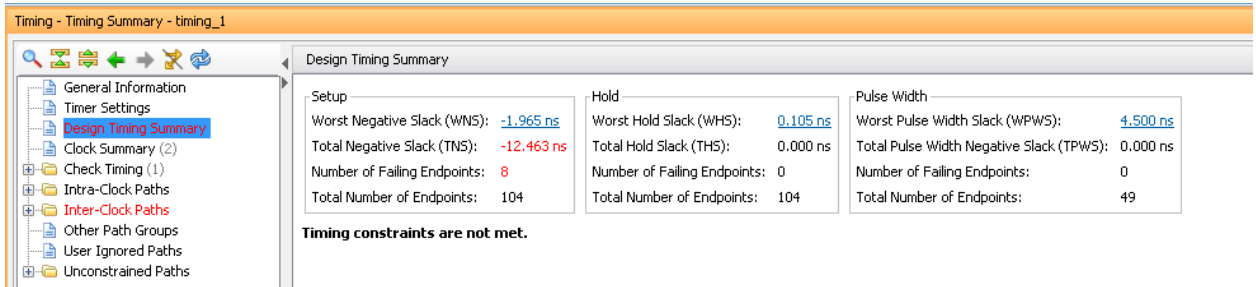 Timing - Timing Summary - timing_1
General Information
Timer Settings
Design Timing Summary
Clock Summary (2)
Check Timing (1)
Intra-Clock Paths
Inter-Clock Paths
Other Path Groups
User Ignored Paths
Unconstrained Paths
Design Timing Summary
Setup
Worst Negative Slack (WNS): -1.965 ns
Total Negative Slack (TNS): -12.463 ns
Number of Failing Endpoints: 8
Total Number of Endpoints: 104
Hold
Worst Hold Slack (WHS): 0.105 ns
Total Hold Slack (THS): 0.000 ns
Number of Failing Endpoints: 0
Total Number of Endpoints: 104
Pulse Width
Worst Pulse Width Slack (WPWS): 4.500 ns
Total Pulse Width Negative Slack (TPWS): 0.000 ns
Number of Failing Endpoints: 0
Total Number of Endpoints: 49
Timing constraints are not met.